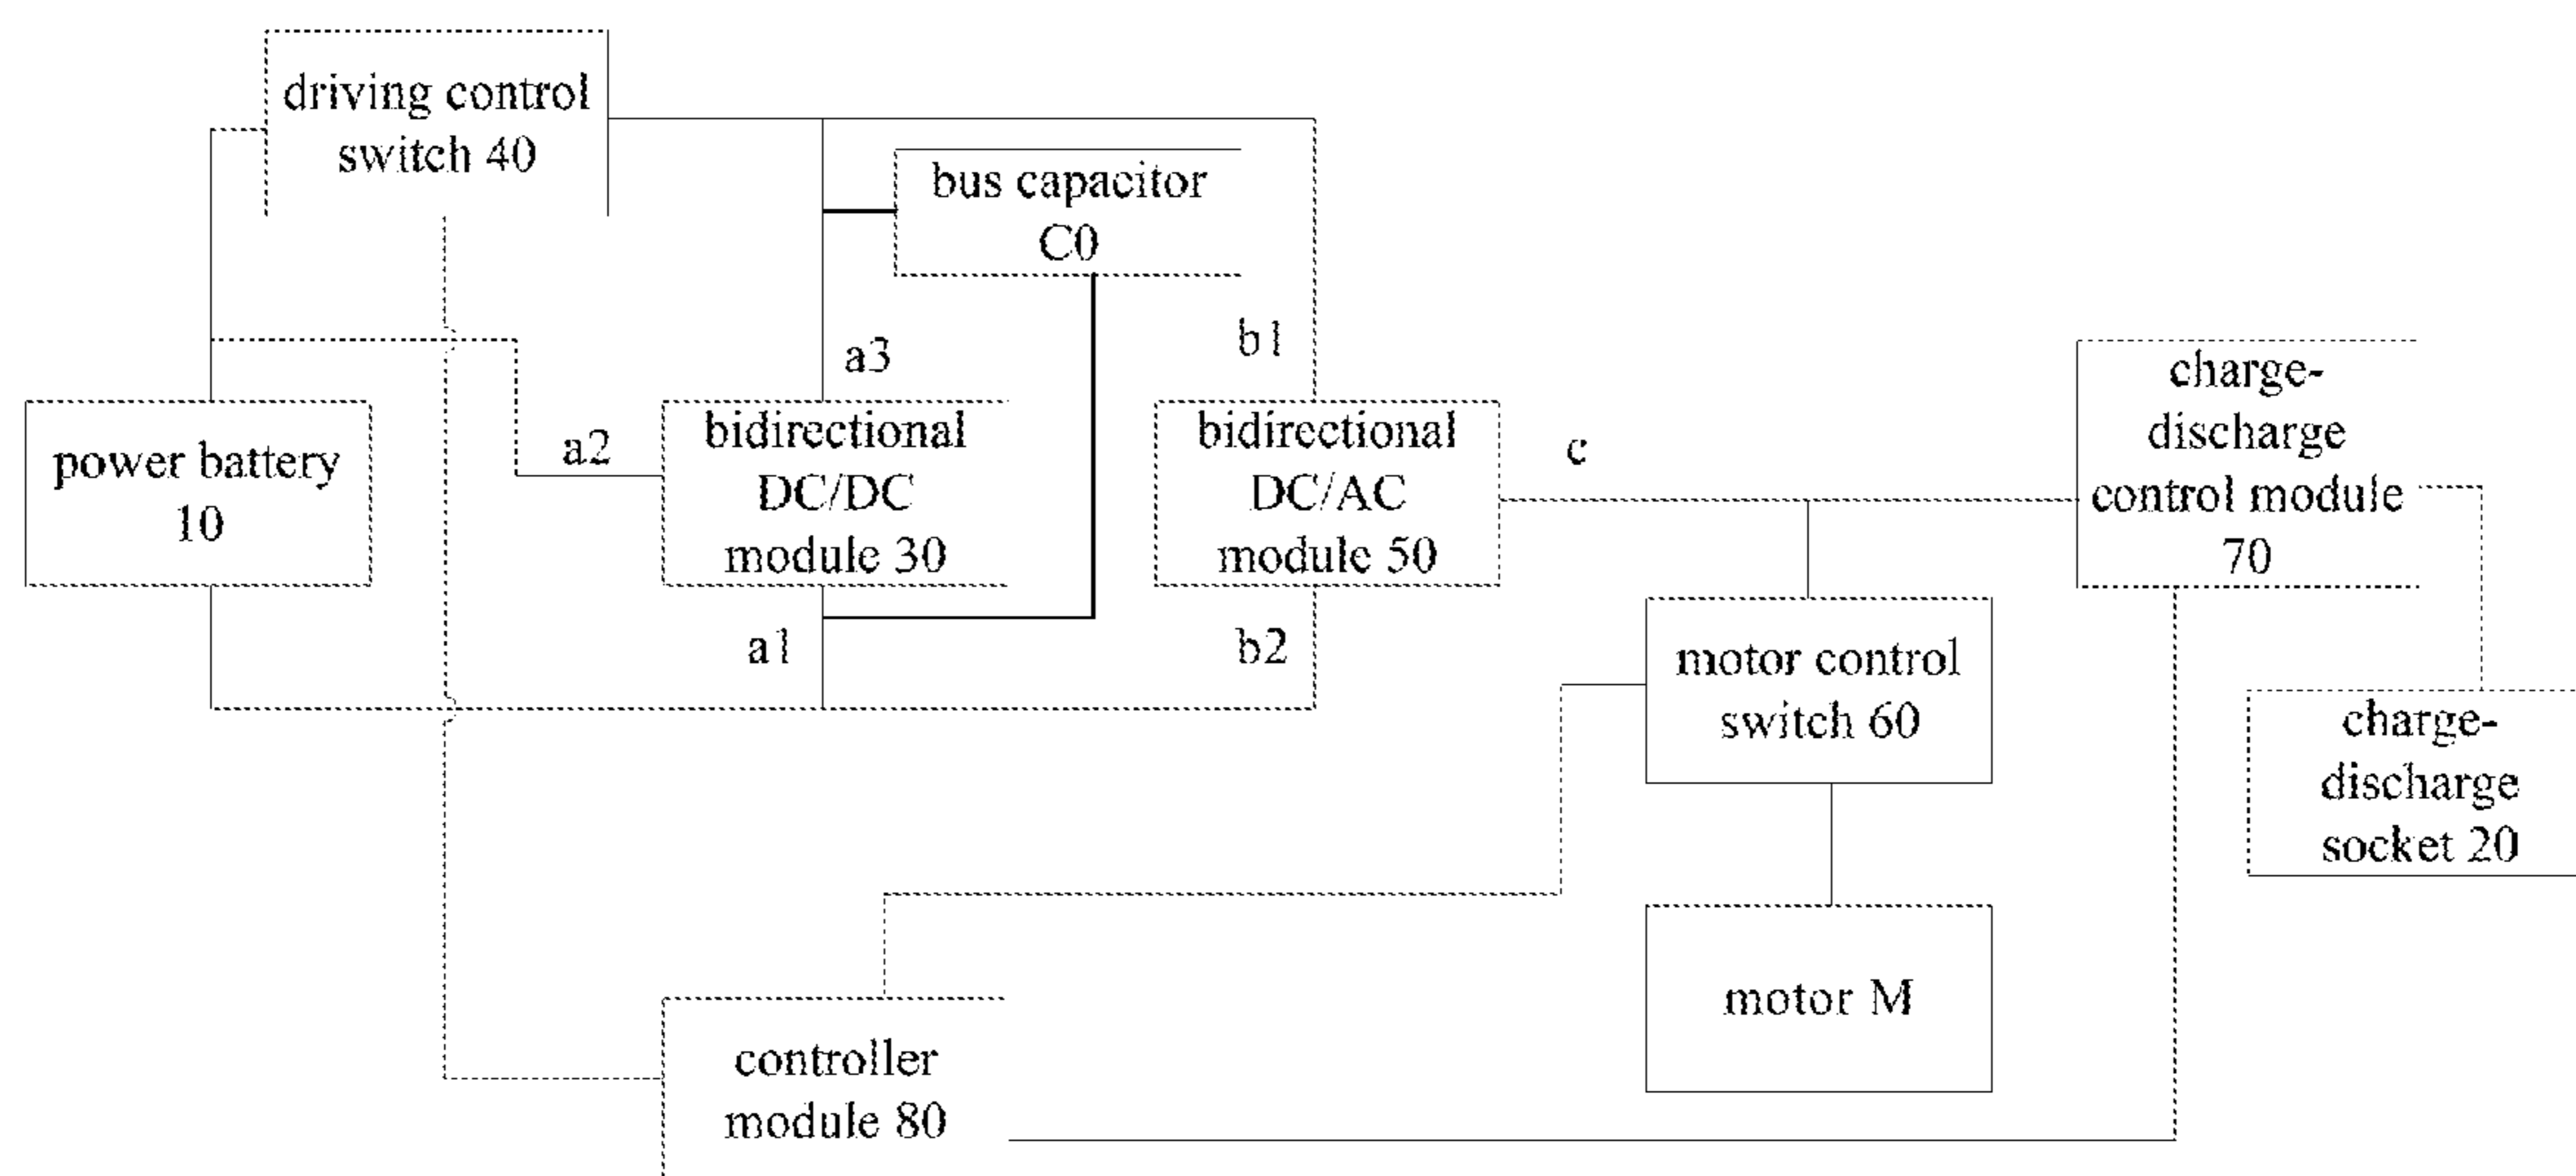 driving control
switch 40
bus capacitor
C0
b1
a3
power battery
10
a2
bidirectional
DC/DC
module 30
bidirectional
DC/AC
module 50
c
charge-
discharge
control module
70
a1
b2
motor control
switch 60
charge-
discharge
socket 20
motor M
controller
module 80